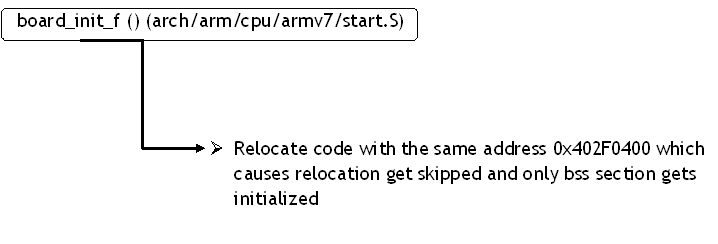 board_init_f () (arch/arm/cpu/armv7/start.S)
Relocate code with the same address 0x402F0400 which
causes relocation get skipped and only bss section gets
initialized